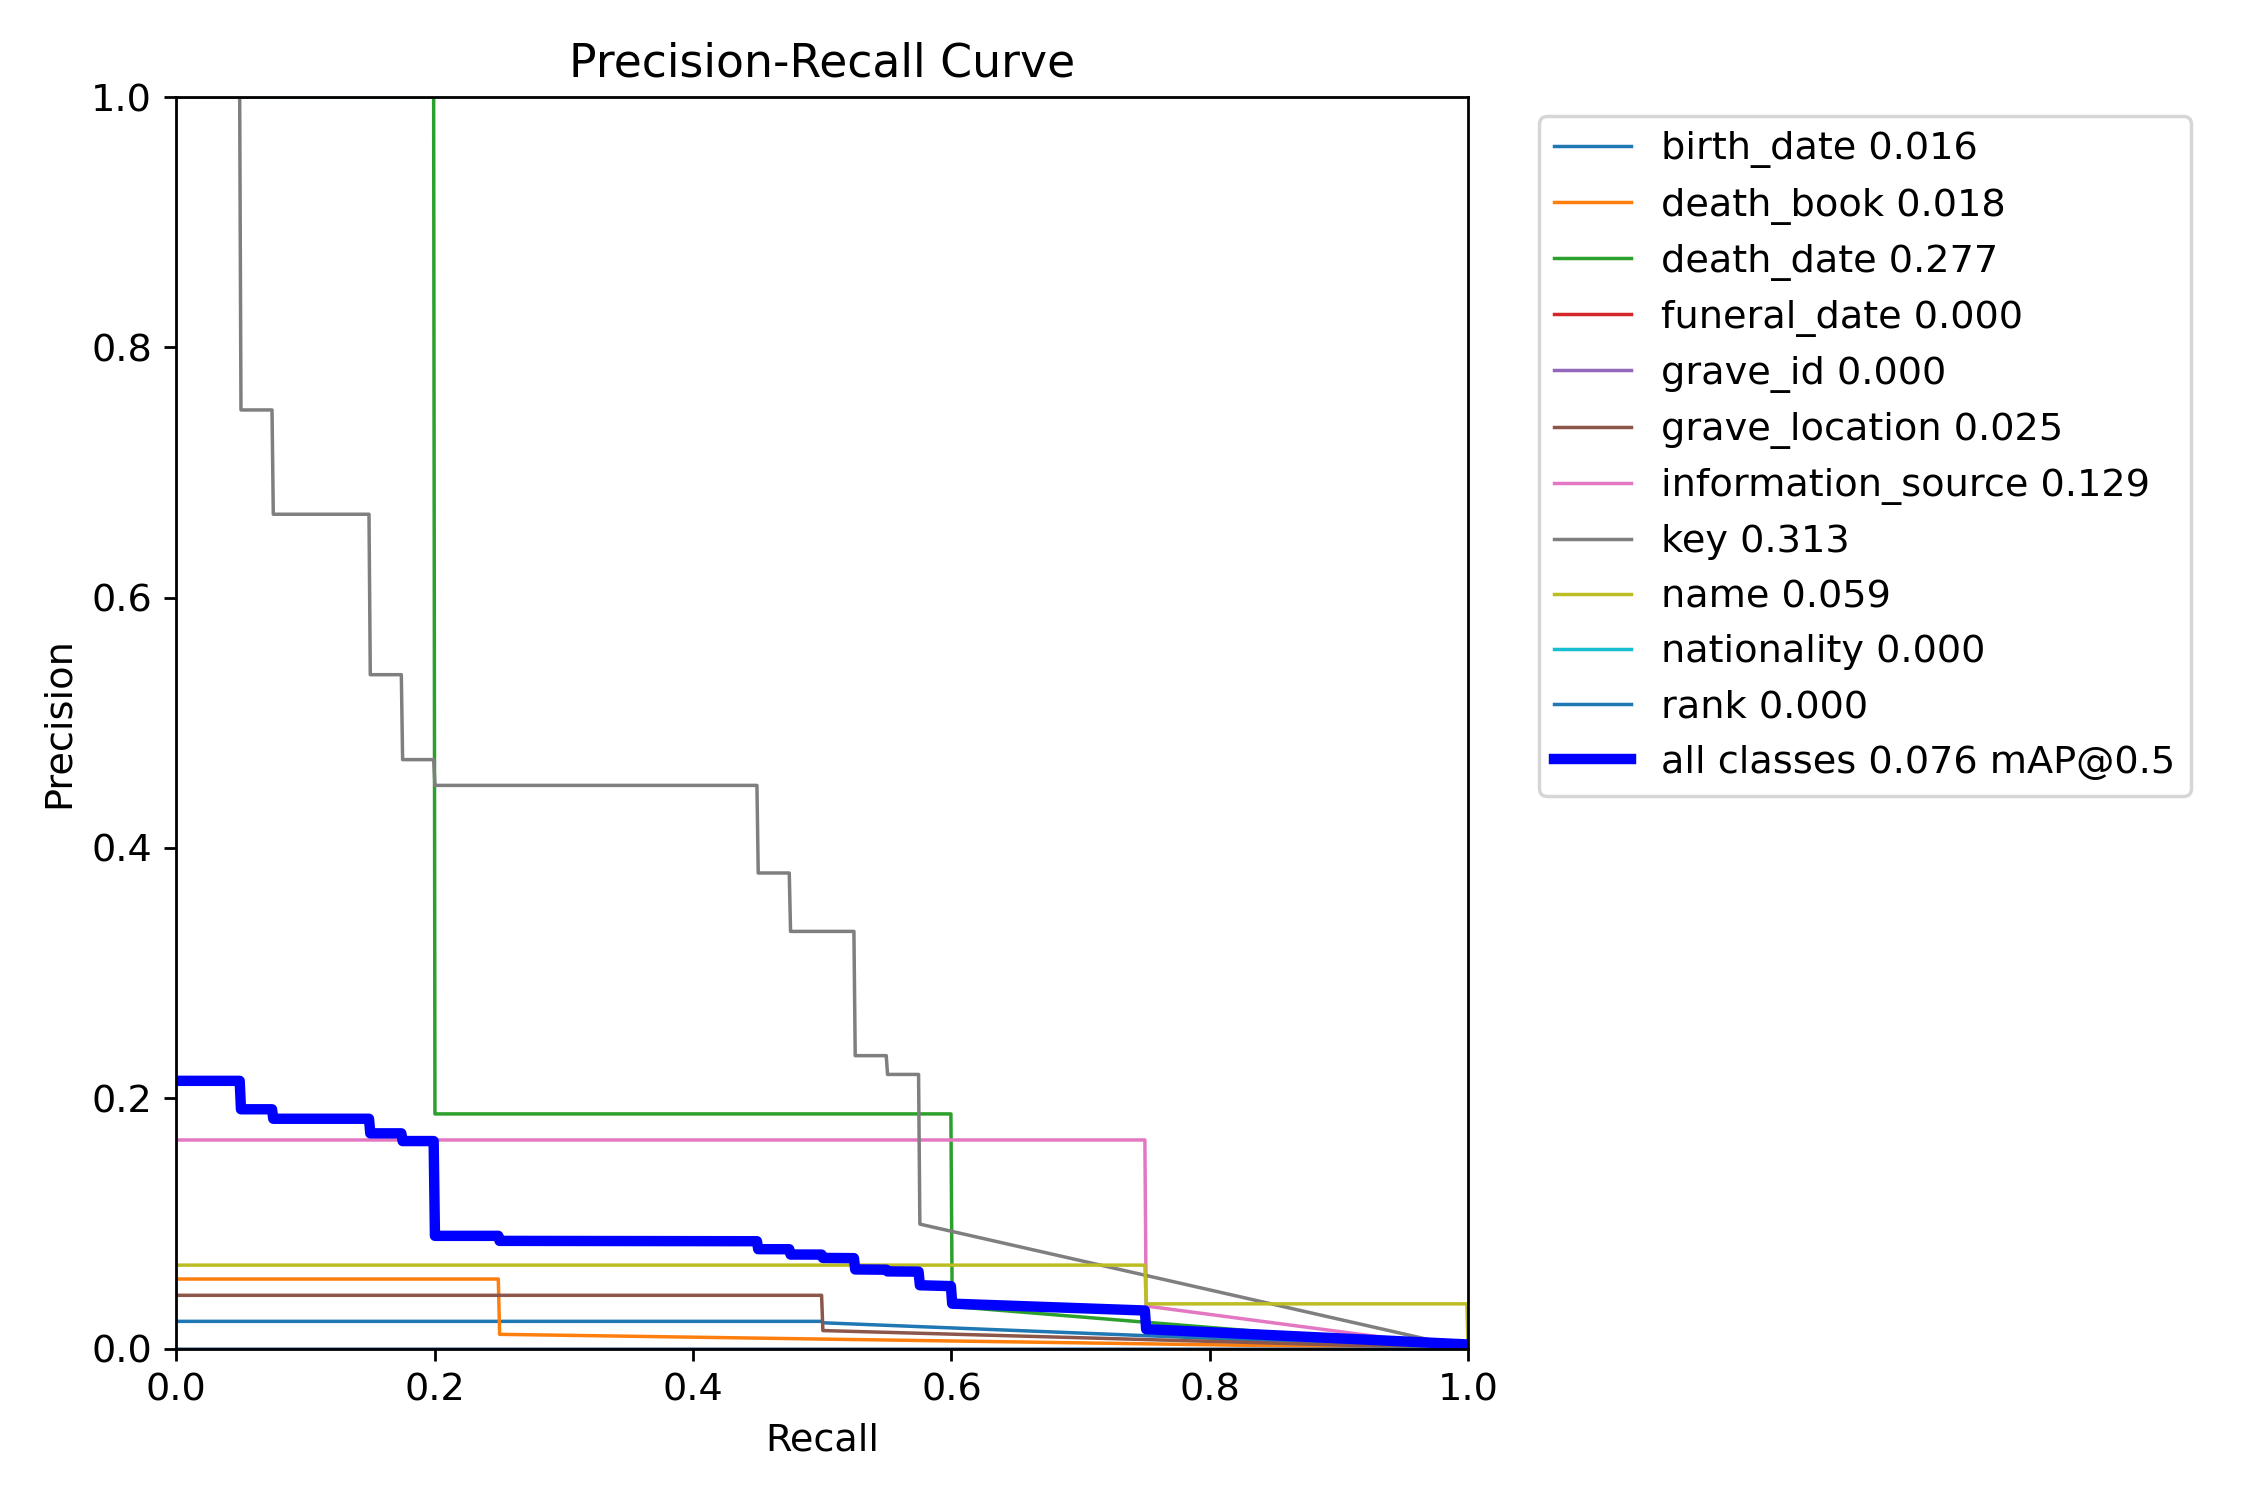 Precision-Recall Curve
1.0
0.8
0.6
0.4
0.2
0.0
Precision
0.0 0.2 0.4 0.6 0.8 1.0
Recall
birth_date 0.016
death_book 0.018
death_date 0.277
funeral_date 0.000
grave_id 0.000
grave_location 0.025
information_source 0.129
key 0.313
name 0.059
nationality 0.000
rank 0.000
all classes 0.076 mAP@0.5